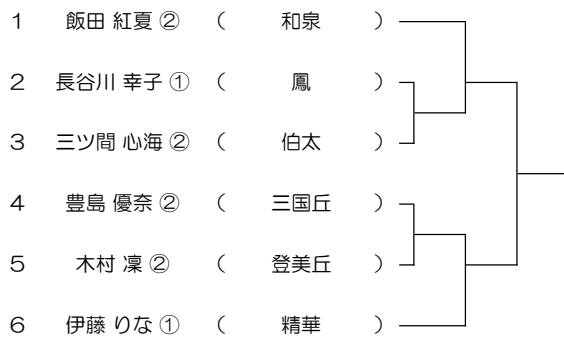 1 飯田 紅夏 ② ( 和泉 )
2 長谷川 幸子 ① ( 鳳 )
3 三ツ間 心海 ② ( 伯太 )
4 豊島 優奈 ② ( 三国丘 )
5 木村 凜 ② ( 登美丘 )
6 伊藤 りな ① ( 精華 )